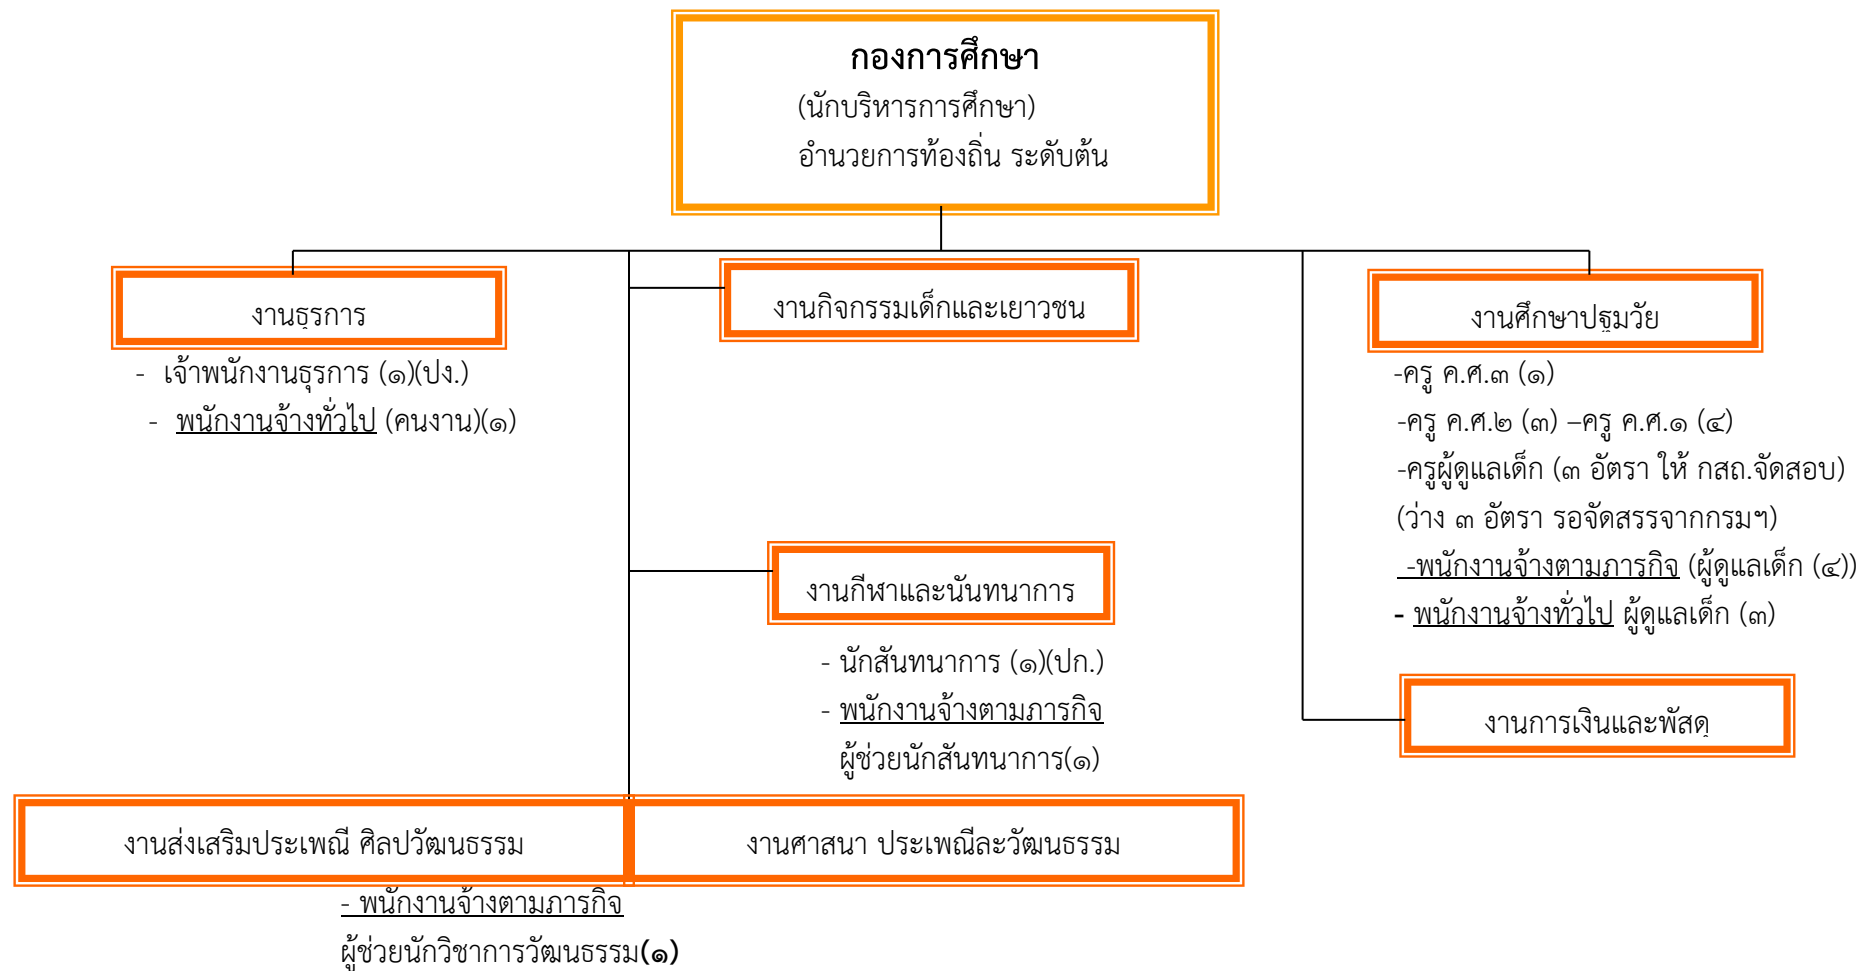 กองการศึกษา
(นักบริหารการศึกษา)
อำนวยการท้องถิ่น ระดับต้น
งานธุรการ
- เจ้าพนักงานธุรการ (๑)(ปง.)
- พนักงานจ้างทั่วไป (คนงาน)(๑)
งานกิจกรรมเด็กและเยาวชน
งานกีฬาและนันทนาการ
- นักสันทนาการ (๑)(ปก.)
- พนักงานจ้างตามภารกิจ
ผู้ช่วยนักสันทนาการ(๑)
งานศึกษาปฐมวัย
-ครู ค.ศ.๓ (๑)
-ครู ค.ศ.๒ (๓) –ครู ค.ศ.๑ (๔)
-ครูผู้ดูแลเด็ก (๓ อัตรา ให้ กสถ.จัดสอบ)
(ว่าง ๓ อัตรา รอจัดสรรจากกรมฯ)
-พนักงานจ้างตามภารกิจ (ผู้ดูแลเด็ก (๔))
- พนักงานจ้างทั่วไป ผู้ดูแลเด็ก (๓)
งานการเงินและพัสดุ
งานส่งเสริมประเพณี ศิลปวัฒนธรรม
งานศาสนา ประเพณีละวัฒนธรรม
- พนักงานจ้างตามภารกิจ
ผู้ช่วยนักวิชาการวัฒนธรรม(๑)